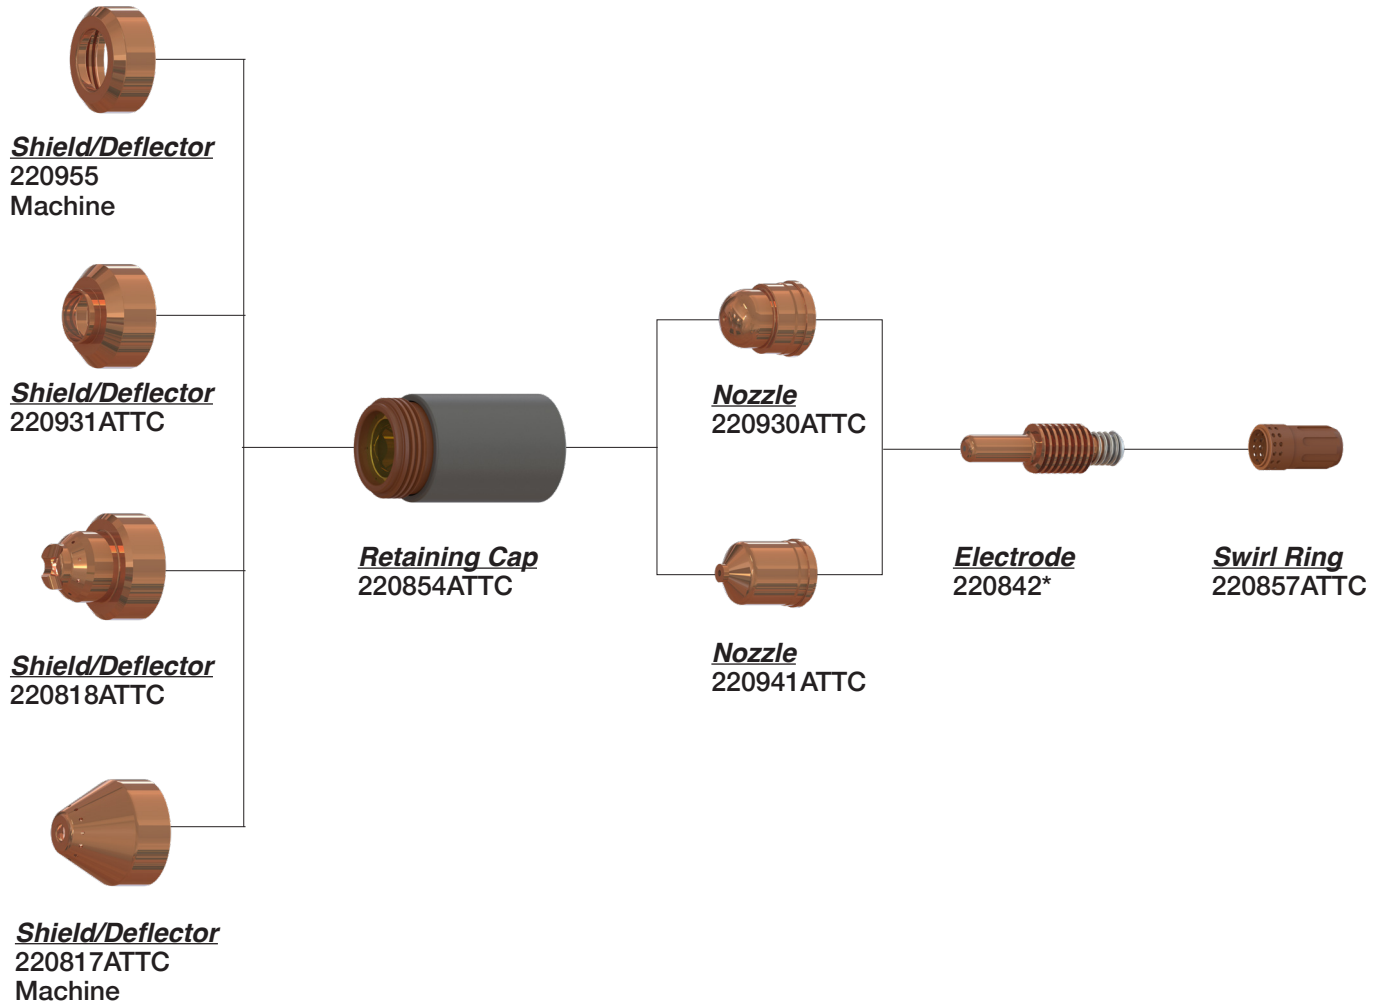 Shield/Deflector
220955
Machine
Shield/Deflector
220931ATTC
Shield/Deflector
220818ATTC
Shield/Deflector
220817ATTC
Machine
Retaining Cap
220854ATTC
Nozzle
220930ATTC
Nozzle
220941ATTC
Electrode
220842*
Swirl Ring
220857ATTC